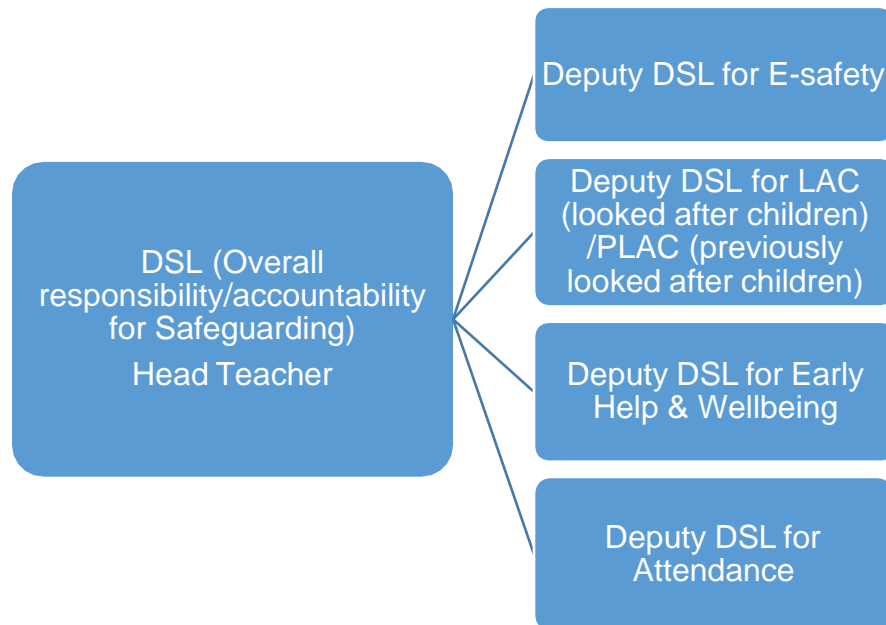 DSL (Overall
responsibility/accountability
for Safeguarding)
Head Teacher
Deputy DSL for E-safety
Deputy DSL for LAC
(looked after children)
/PLAC (previously
looked after children)
Deputy DSL for Early
Help & Wellbeing
Deputy DSL for
Attendance